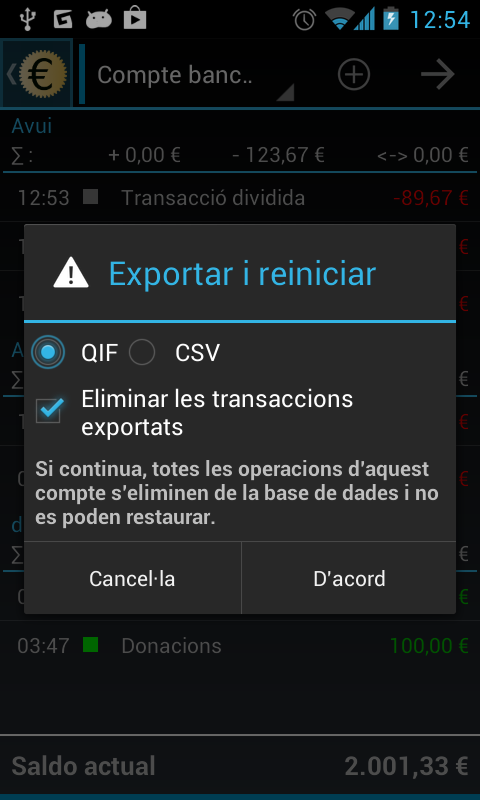 12:54
€ Compte banc..
Avui
Σ : + 0,00 € - 123,67 € <-> 0,00 €
12:53 Transacció dividida -89,67 €
Exportar i reiniciar
QIF CSV
Eliminar les transaccions
exportats
Si continua, totes les operacions d'aquest
compte s'eliminen de la base de dades i no
es poden restaurar.
Cancel·la D'acord
03:47 Donacions 100,00 €
Saldo actual 2.001,33 €